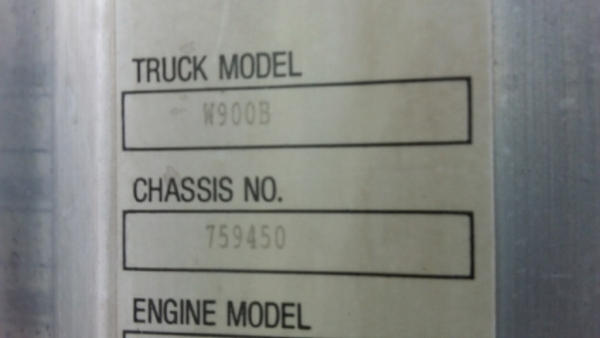 TRUCK MODEL
W900B
CHASSIS NO.
759450
ENGINE MODEL